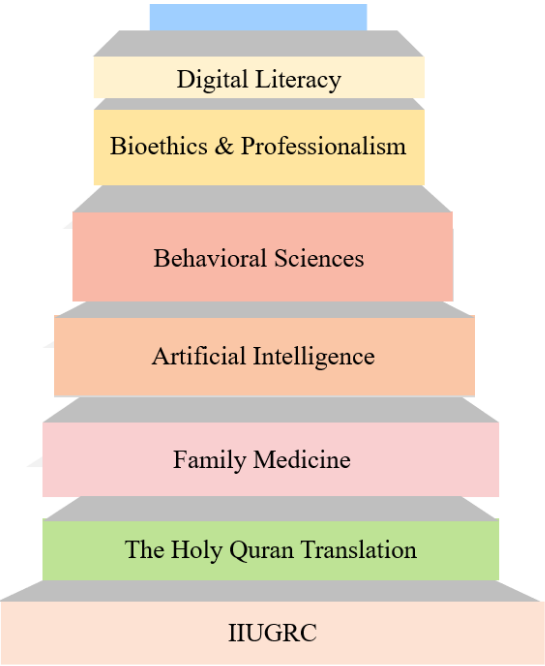 Digital Literacy
Bioethics & Professionalism
Behavioral Sciences
Artificial Intelligence
Family Medicine
The Holy Quran Translation
IIUGRC